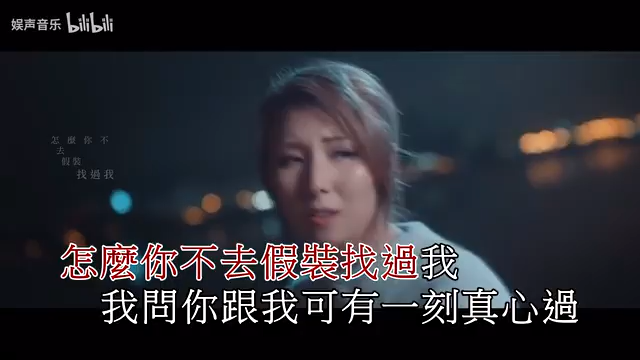 娱声音乐 bilibili
怎麼你不
去
假裝
找過我
怎麼你不去假裝找過我
我問你跟我可有一刻真心過